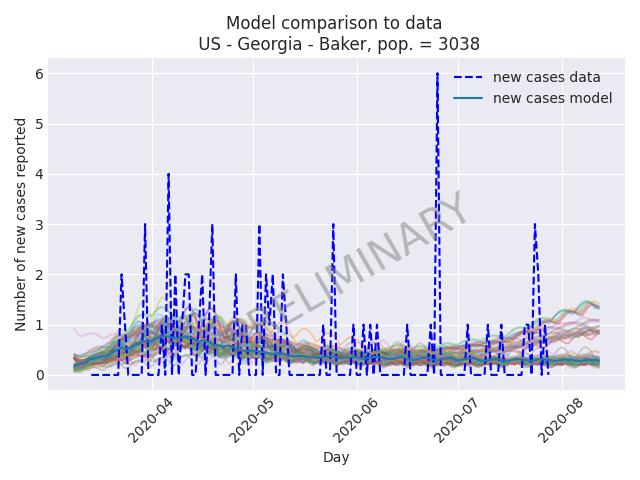 Model comparison to data
US - Georgia - Baker, pop. = 3038
Number of new cases reported
6
5
4
3
2
1
0
new cases data
new cases model
PRELIMINARY
2020-04
2020-05
2020-06
2020-07
2020-08
Day